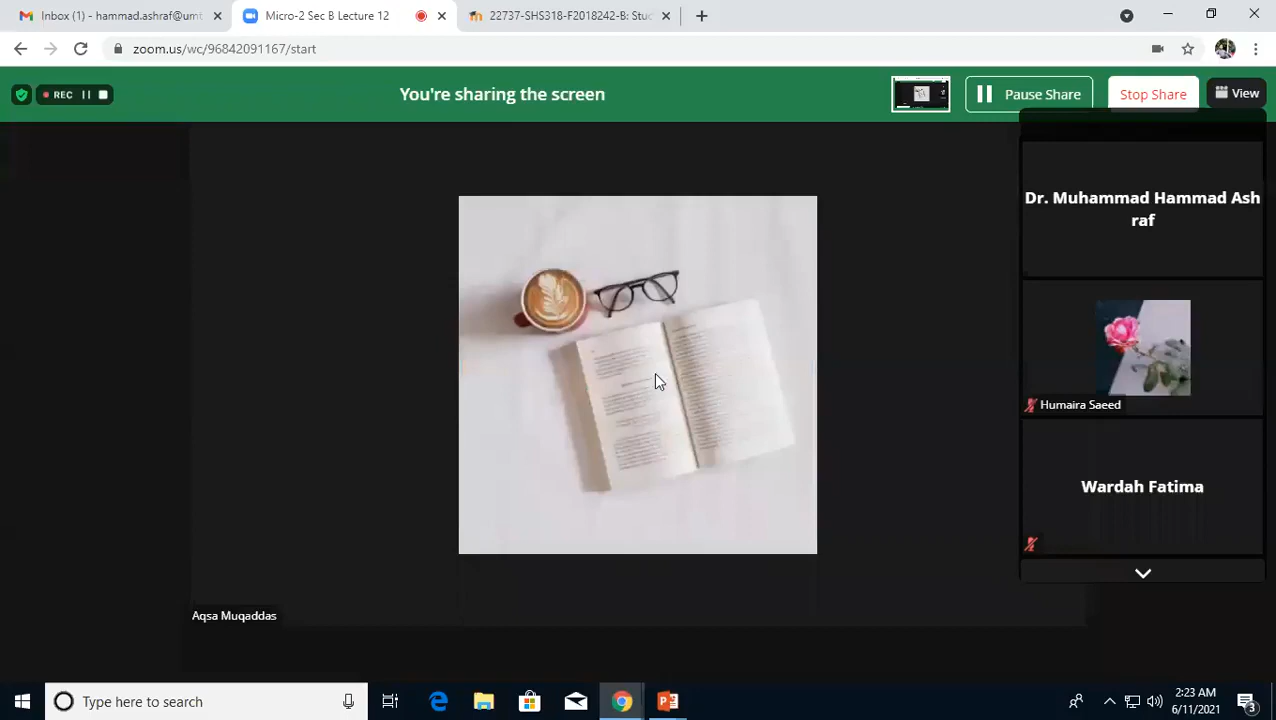 Inbox (1) - hammad.ashraf@umt
Micro-2 Sec B Lecture 12
22737-SHS318-F2018242-B: Stu
zoom.us/wc/96842091167/start
REC
You're sharing the screen
Pause Share
Stop Share
View
Dr. Muhammad Hammad Ash
raf
Humaira Saeed
Wardah Fatima
Aqsa Muqaddas
Type here to search
2:23 AM
6/11/2021
3